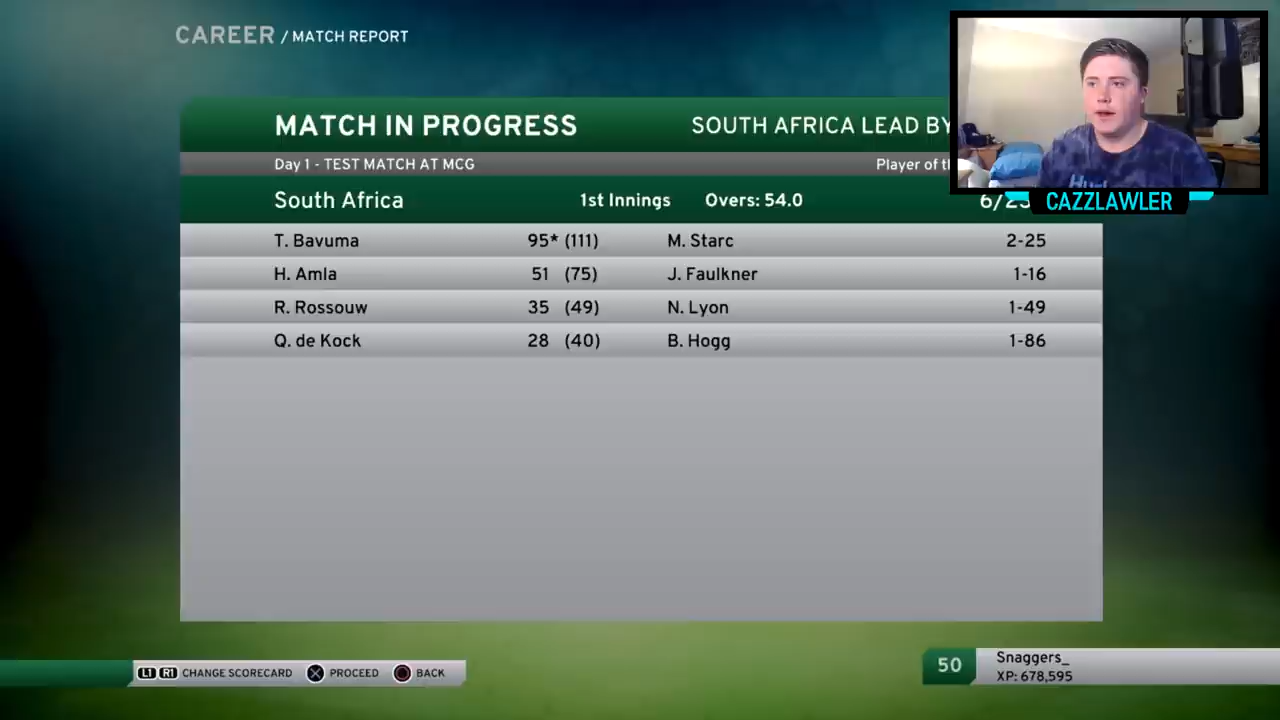 CAREER / MATCH REPORT
MATCH IN PROGRESS SOUTH AFRICA LEAD BY
Day 1 - TEST MATCH AT MCG Player of
South Africa 1st Innings Overs: 54.0
T. Bavuma 95* (111) M. Starc 2-25
H. Amla 51 (75) J. Faulkner 1-16
R. Rossouw 35 (49) N. Lyon 1-49
Q. de Kock 28 (40) B. Hogg 1-86
CAZZLAWLER
L1 R1 CHANGE SCORECARD PROCEED BACK
50 Snaggers_
XP: 678,595